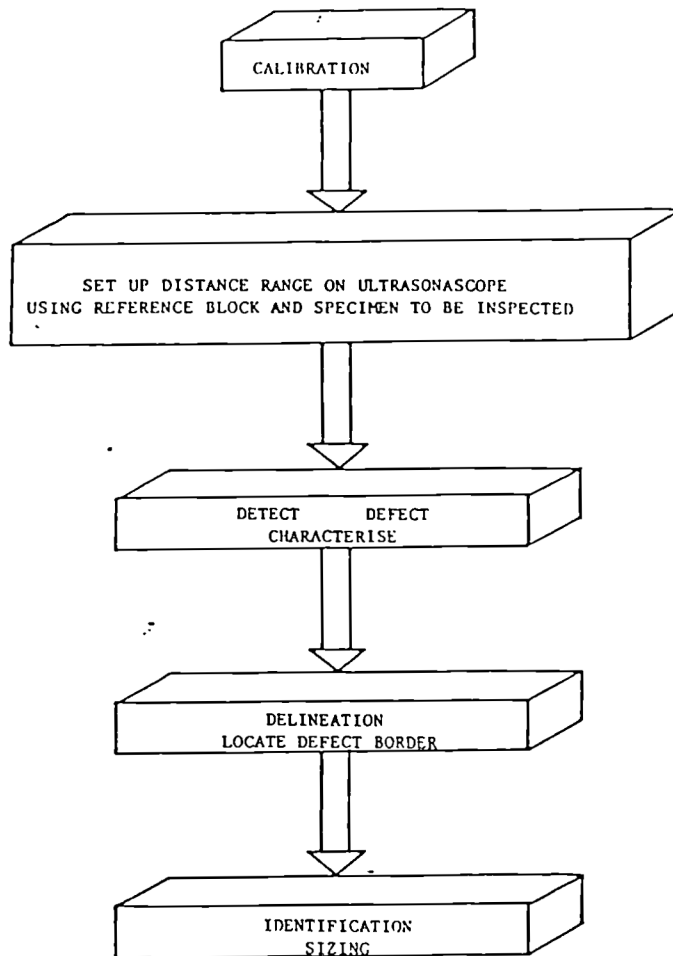 CALIBRATION
SET UP DISTANCE RANGE ON ULTRASONASCOPE
USING REFERENCE BLOCK AND SPECIMEN TO BE INSPECTED
DETECT DEFECT
CHARACTERISE
DELINEATION
LOCATE DEFECT BORDER
IDENTIFICATION
SIZING